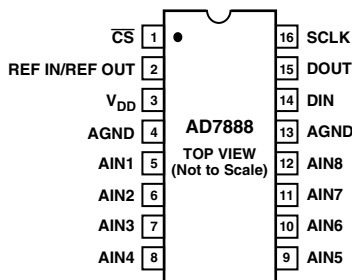 C̅S̅ 1 16 SCLK
REF IN/REF OUT 2 15 DOUT
VDD 3 14 DIN
AGND 4 AD7888 13 AGND
TOP VIEW
(Not to Scale)
AIN1 5 12 AIN8
AIN2 6 11 AIN7
AIN3 7 10 AIN6
AIN4 8 9 AIN5